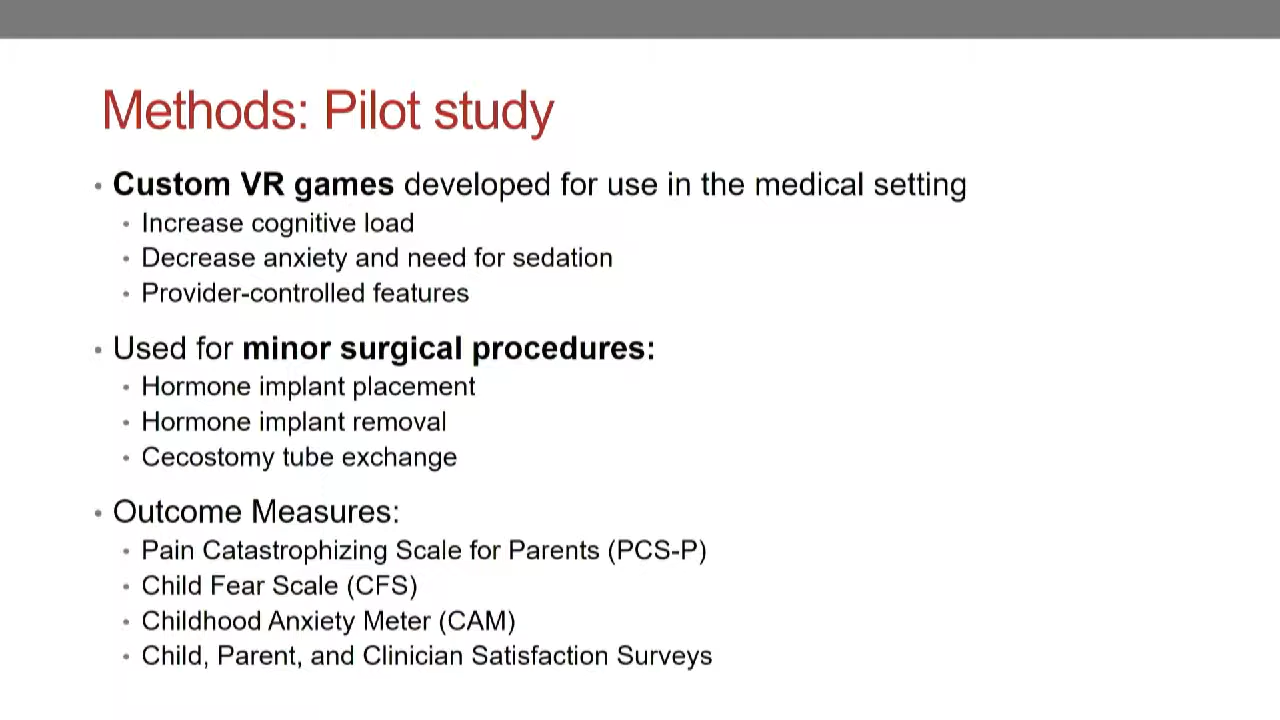 Methods: Pilot study
• Custom VR games developed for use in the medical setting
• Increase cognitive load
• Decrease anxiety and need for sedation
• Provider-controlled features
• Used for minor surgical procedures:
• Hormone implant placement
• Hormone implant removal
• Cecostomy tube exchange
• Outcome Measures:
• Pain Catastrophizing Scale for Parents (PCS-P)
• Child Fear Scale (CFS)
• Childhood Anxiety Meter (CAM)
• Child, Parent, and Clinician Satisfaction Surveys